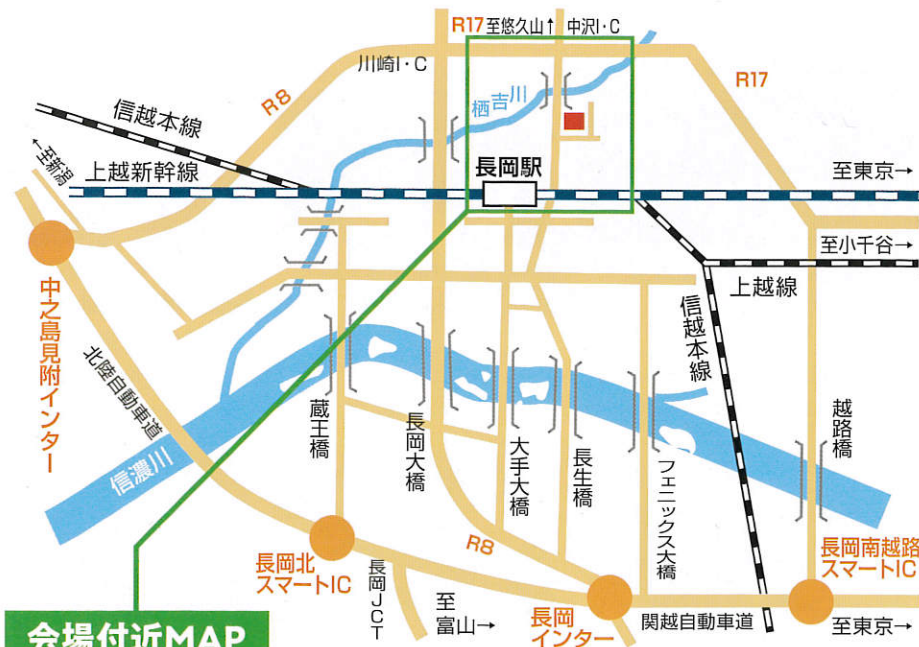 R17 至悠久山↑ 中沢I・C
川崎I・C
R8
栖吉川
R17
信越本線
↑至新潟
上越新幹線
長岡駅
至東京→
至小千谷→
上越線
信越本線
中之島見附インター
北陸自動車道
信濃川
蔵王橋
長岡大橋
大手大橋
長生橋
フェニックス大橋
越路橋
長岡北
スマートIC
長岡JCT
至
富山→
R8
長岡
インター
関越自動車道
長岡南越路
スマートIC
至東京→
会場付近MAP